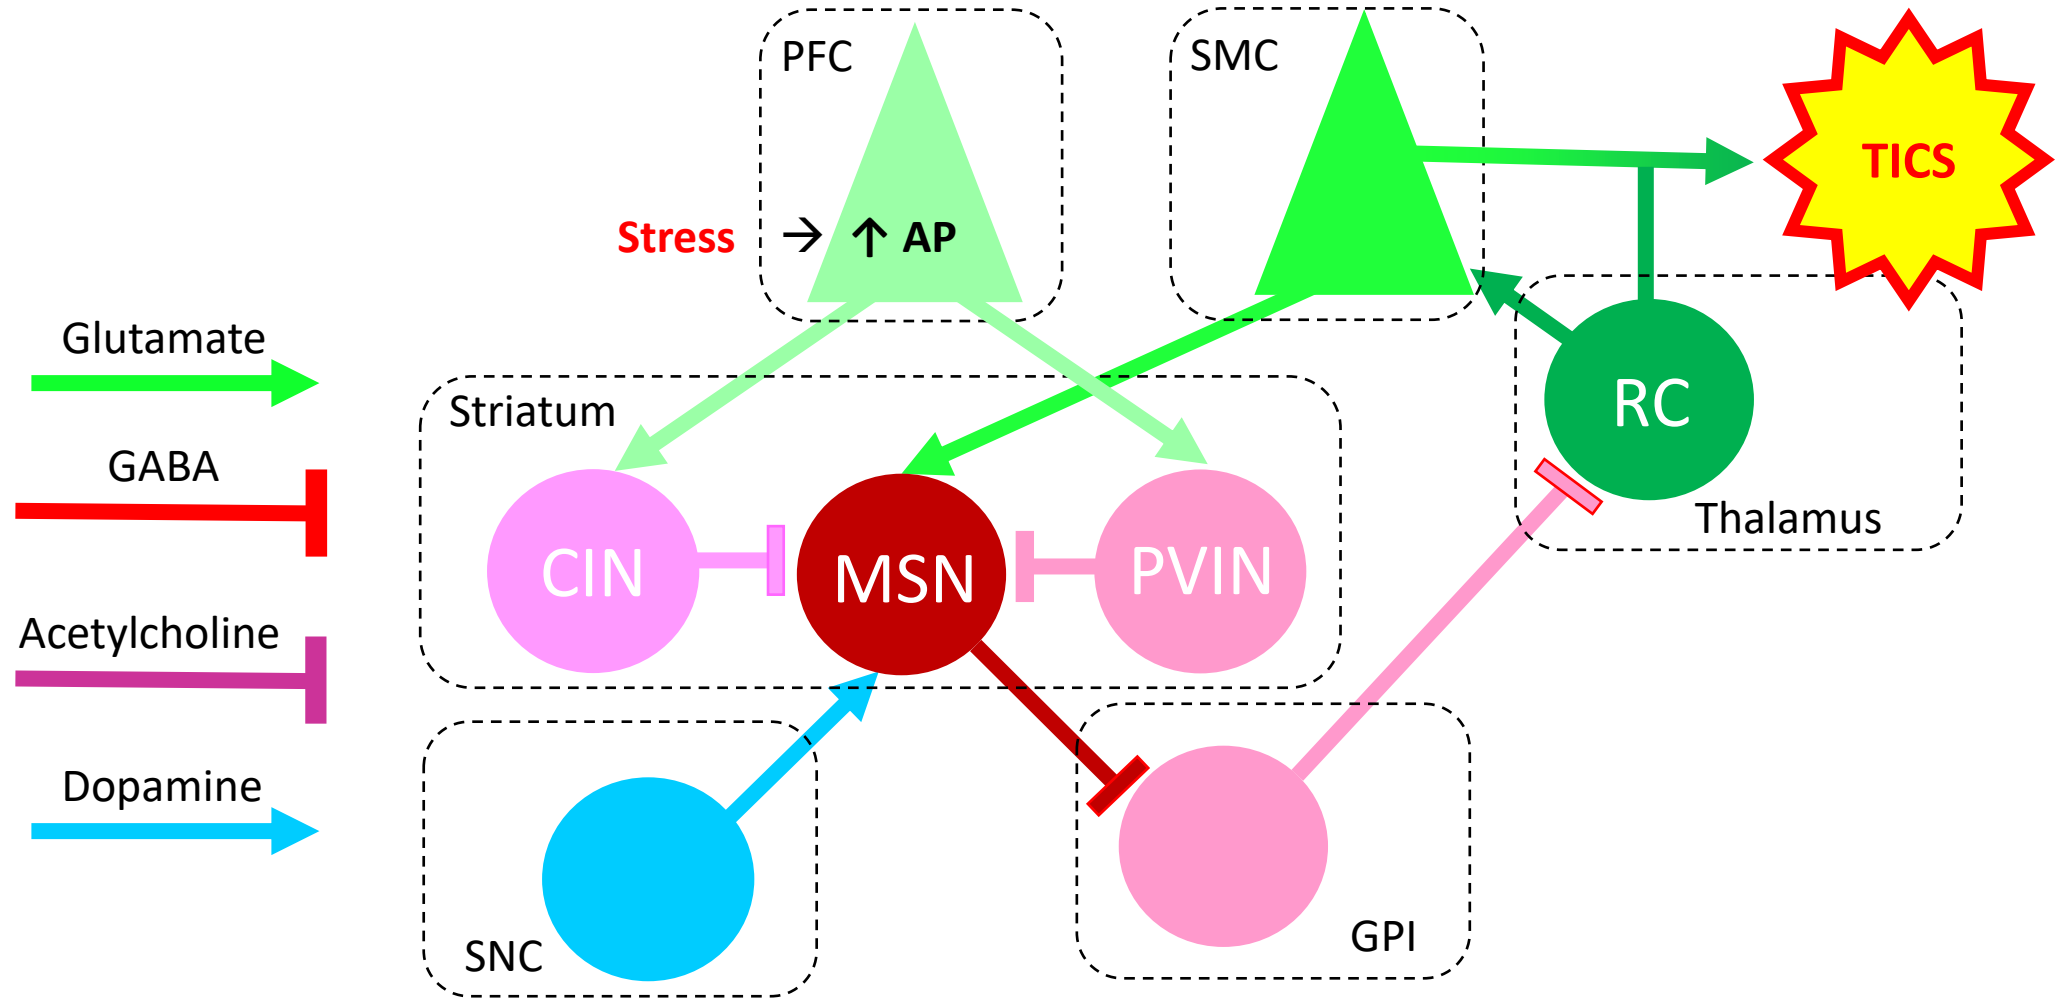 PFC
SMC
TICS
Stress → ↑ AP
Glutamate
RC
Striatum
GABA
Thalamus
CIN
MSN
PVIN
Acetylcholine
Dopamine
GPI
SNC